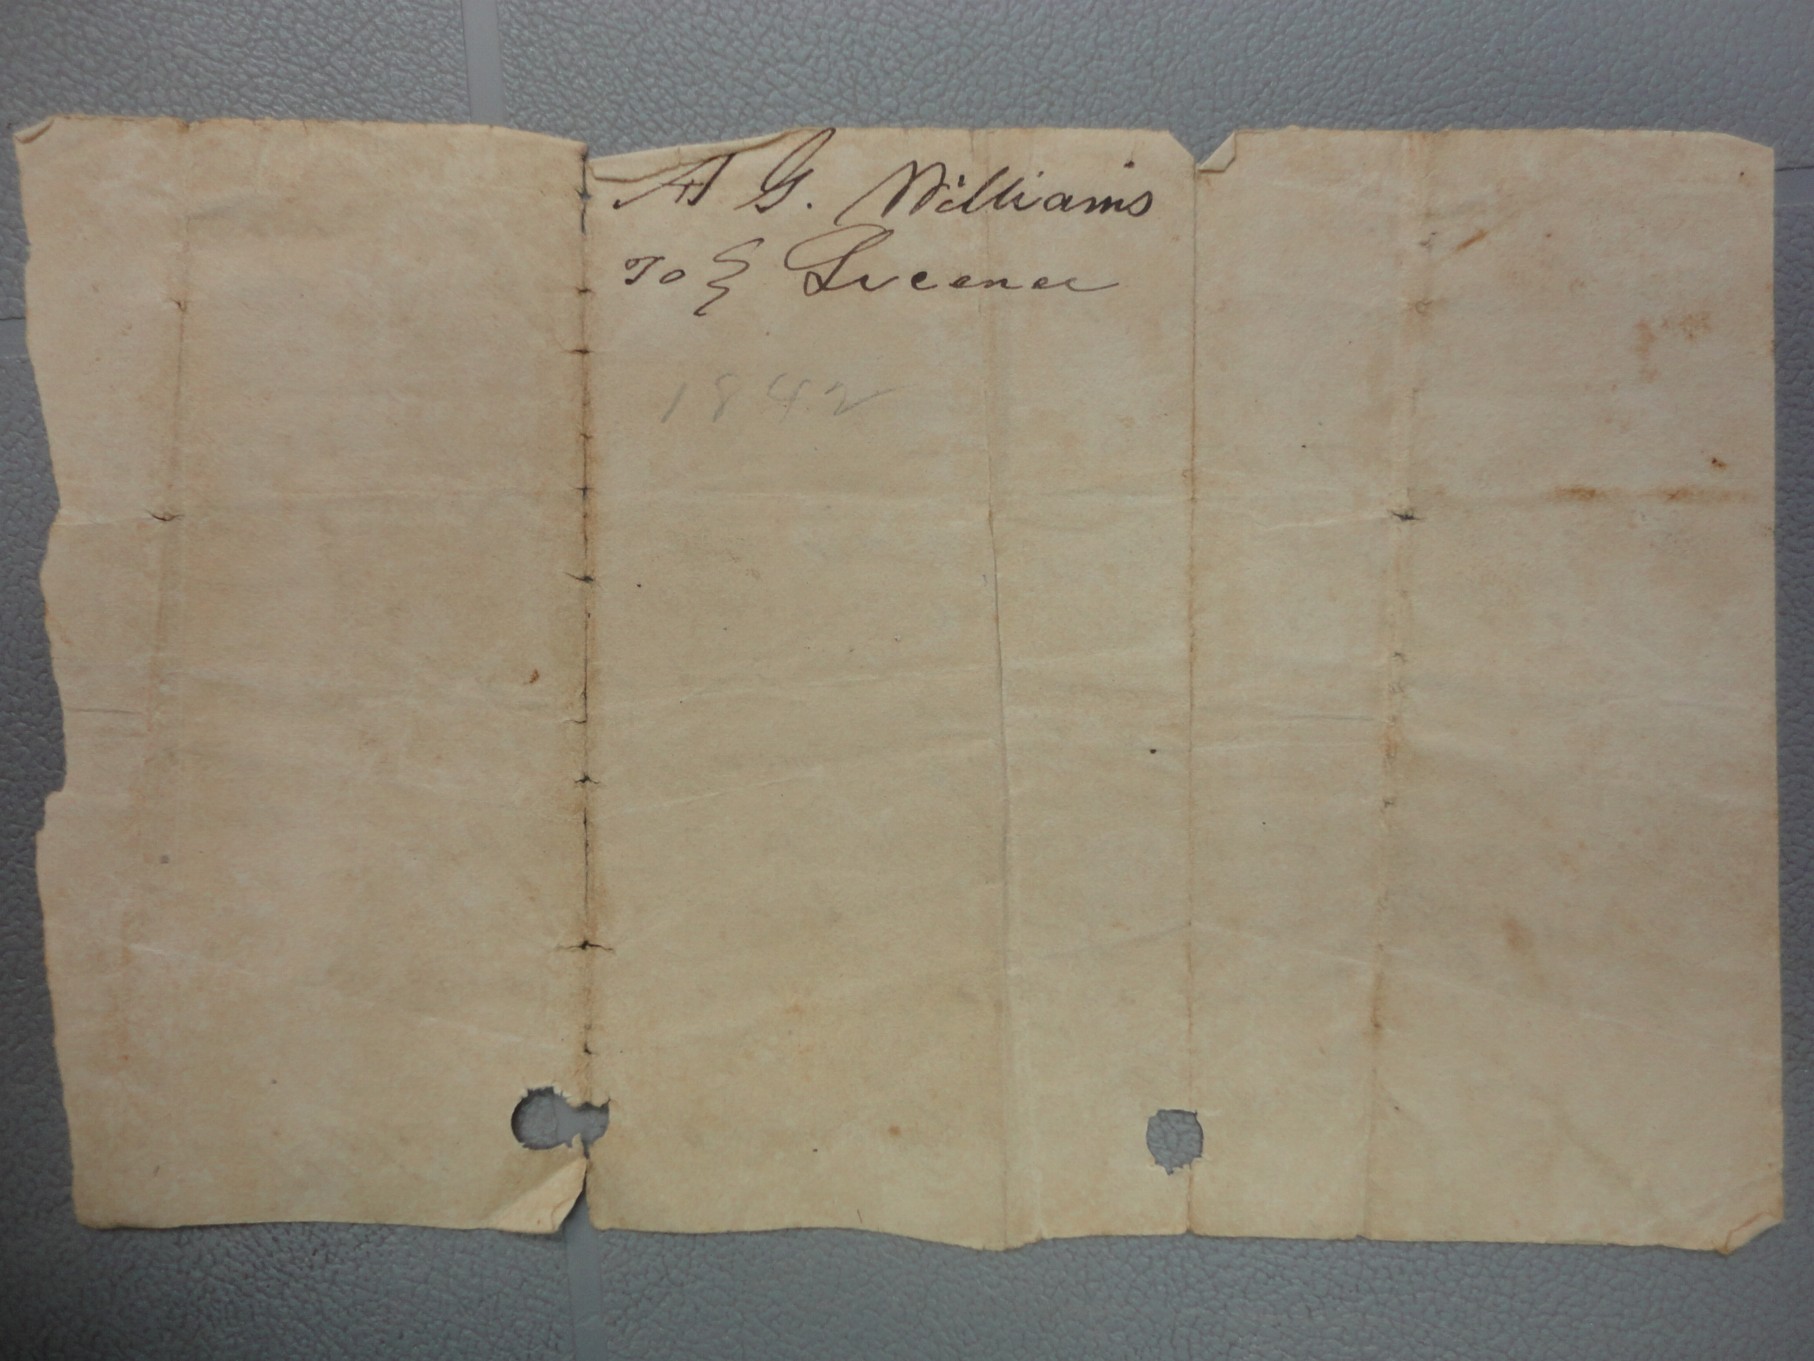 A G. Williams
To } Licence
1842